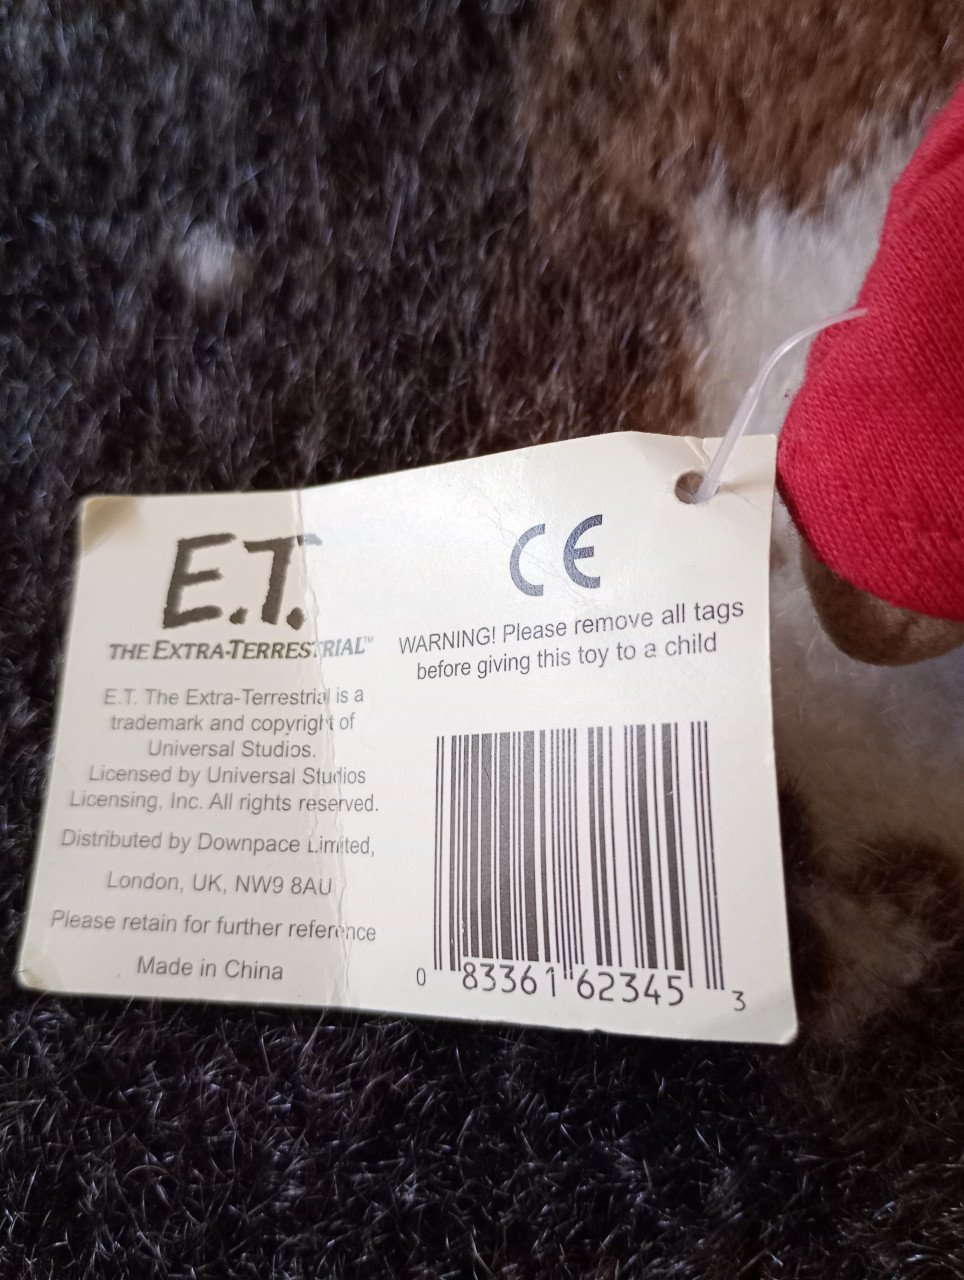 E.T.
THE EXTRA-TERRESTRIAL™
E.T. The Extra-Terrestrial is a
trademark and copyright of
Universal Studios.
Licensed by Universal Studios
Licensing, Inc. All rights reserved.
Distributed by Downpace Limited,
London, UK, NW9 8AU
Please retain for further reference
Made in China
CE
WARNING! Please remove all tags
before giving this toy to a child
0 83361 62345 3